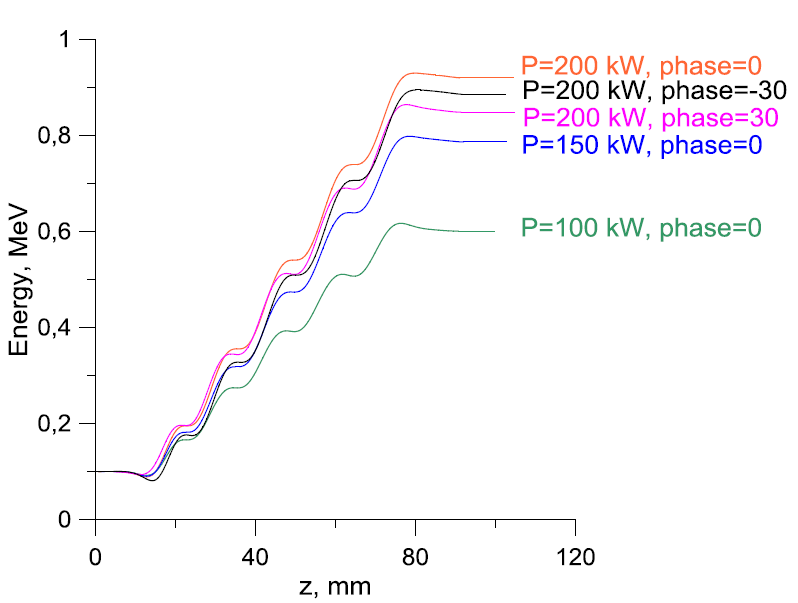 1
0,8
0,6
0,4
0,2
0
Energy, MeV
P=200 kW, phase=0
P=200 kW, phase=-30
P=200 kW, phase=30
P=150 kW, phase=0
P=100 kW, phase=0
0
40
80
120
z, mm